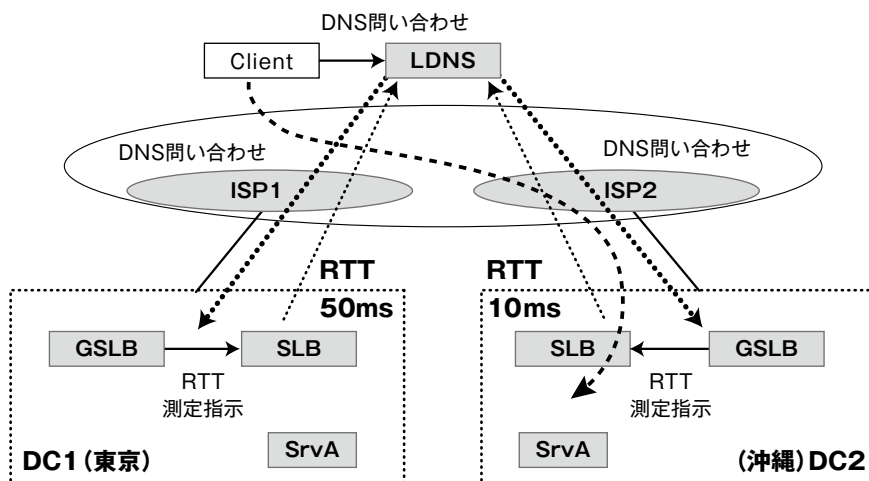 DNS問い合わせ
Client
LDNS
DNS問い合わせ
DNS問い合わせ
ISP1
ISP2
RTT
50ms
RTT
10ms
GSLB
SLB
SLB
GSLB
RTT
測定指示
RTT
測定指示
SrvA
SrvA
DC1(東京)
(沖縄)DC2